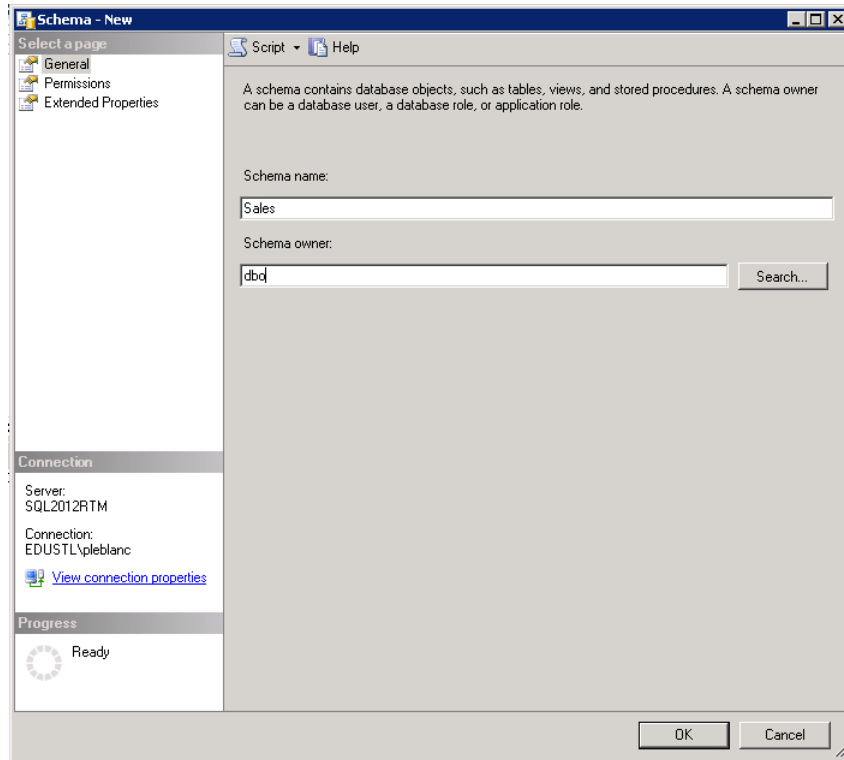 Schema - New
Select a page
General
Permissions
Extended Properties
Script
Help
A schema contains database objects, such as tables, views, and stored procedures. A schema owner
can be a database user, a database role, or application role.
Schema name:
Sales
Schema owner:
dbo
Search...
Connection
Server:
SQL2012RTM
Connection:
EDUSTL\pleblanc
View connection properties
Progress
Ready
OK
Cancel